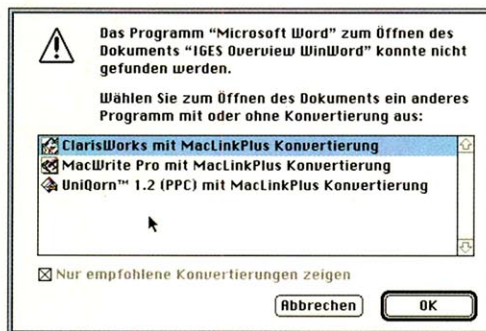 Das Programm “Microsoft Word” zum Öffnen des
Dokuments “IGES Overview WinWord” konnte nicht
gefunden werden.
Wählen Sie zum Öffnen des Dokuments ein anderes
Programm mit oder ohne Konvertierung aus:
ClarisWorks mit MacLinkPlus Konvertierung
MacWrite Pro mit MacLinkPlus Konvertierung
UniQorn™ 1.2 (PPC) mit MacLinkPlus Konvertierung
Nur empfohlene Konvertierungen zeigen
Abbrechen OK